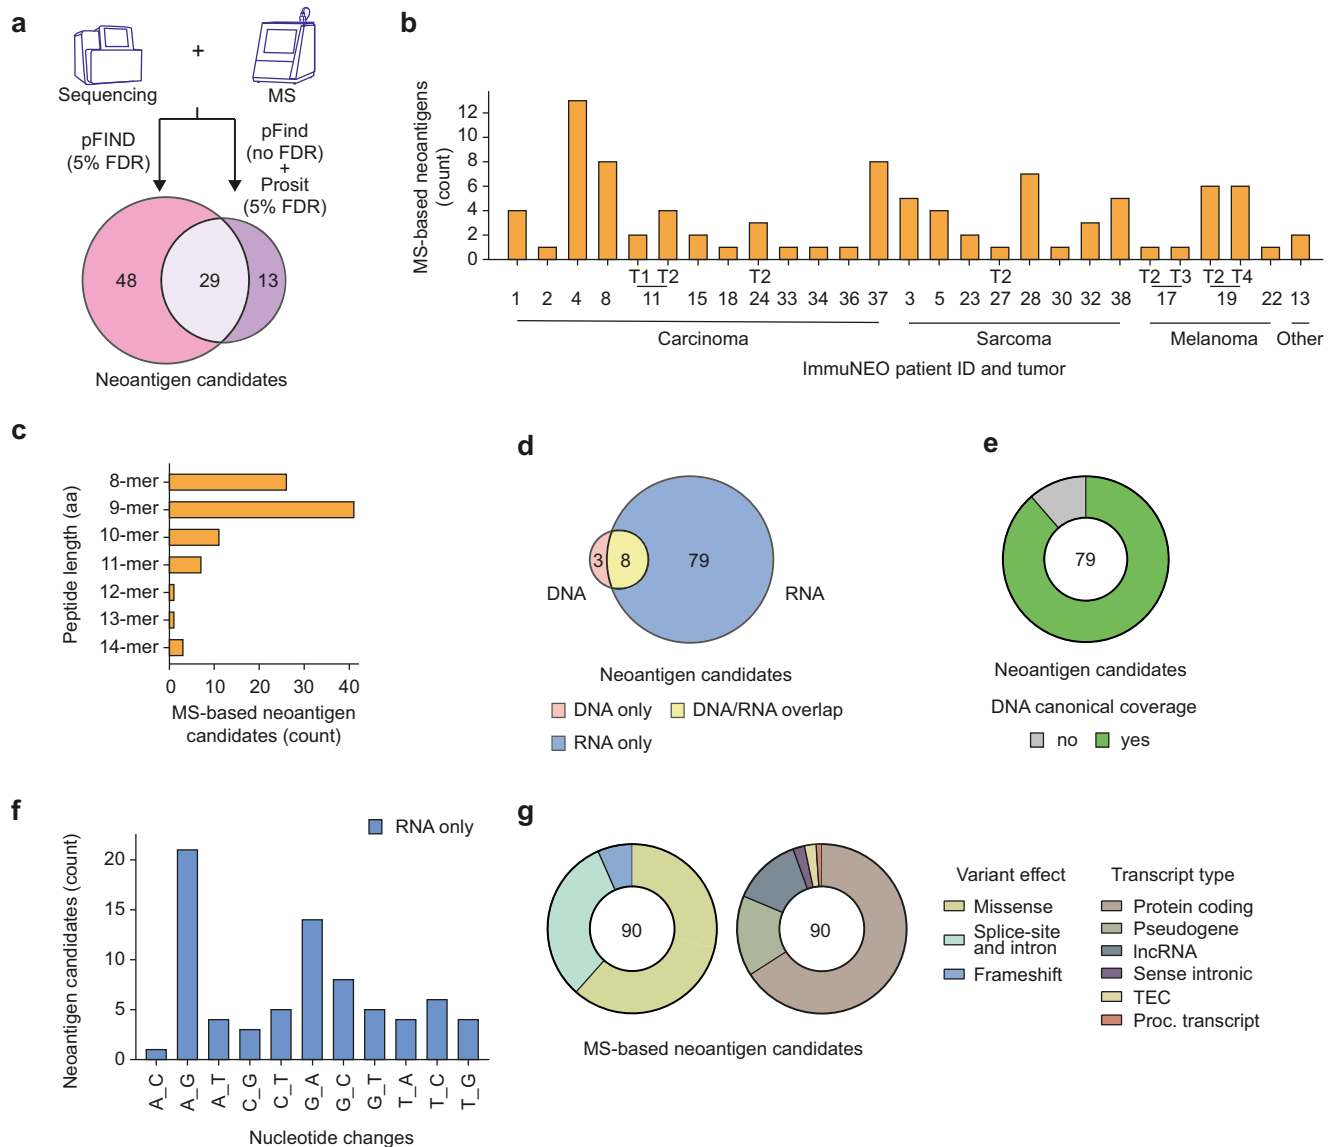 a
Sequencing
+
MS
pFIND
(5% FDR)
pFind
(no FDR)
+
Prosit
(5% FDR)
48
29
13
Neoantigen candidates
b
MS-based neoantigens
(count)
12
10
8
6
4
2
0
T1 T2
T2
T2
T2 T3
T2 T4
1 2 4 8 11 15 18 24 33 34 36 37 3 5 23 27 28 30 32 38 17 19 22 13
Carcinoma
Sarcoma
Melanoma
Other
ImmuNEO patient ID and tumor
c
Peptide length (aa)
8-mer
9-mer
10-mer
11-mer
12-mer
13-mer
14-mer
0 10 20 30 40
MS-based neoantigen
candidates (count)
d
3
8
79
DNA
RNA
Neoantigen candidates
DNA only
DNA/RNA overlap
RNA only
e
79
Neoantigen candidates
DNA canonical coverage
no
yes
f
RNA only
Neoantigen candidates (count)
20
15
10
5
0
A_C
A_G
A_T
C_G
C_T
G_A
G_C
G_T
T_A
T_C
T_G
Nucleotide changes
g
90
90
MS-based neoantigen candidates
Variant effect
Missense
Splice-site
and intron
Frameshift
Transcript type
Protein coding
Pseudogene
lncRNA
Sense intronic
TEC
Proc. transcript